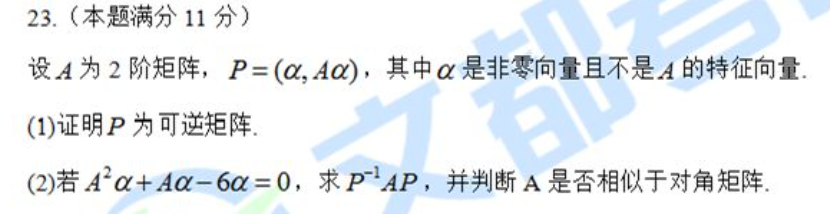 23.（本题满分 11 分）
设 A 为 2 阶矩阵， P = (α, Aα)，其中 α 是非零向量且不是 A 的特征向量.
(1)证明 P 为可逆矩阵.
(2)若 A²α + Aα − 6α = 0，求 P⁻¹AP，并判断 A 是否相似于对角矩阵.
文都考